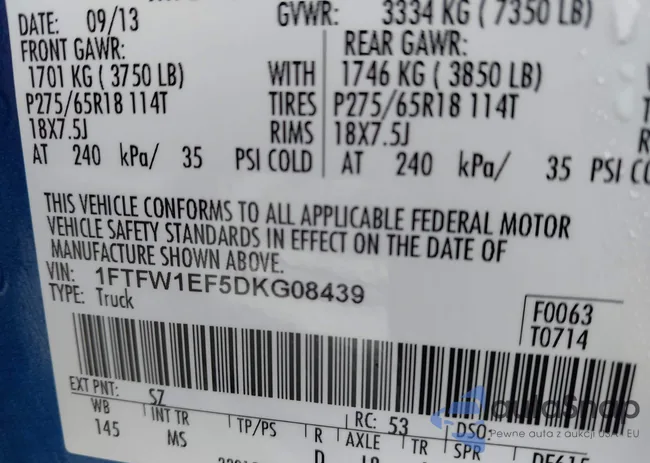 DATE: 09/13 GVWR: 3334 KG ( 7350 LB)
FRONT GAWR: REAR GAWR:
1701 KG ( 3750 LB) WITH 1746 KG ( 3850 LB)
P275/65R18 114T TIRES P275/65R18 114T
18X7.5J RIMS 18X7.5J
AT 240 kPa/ 35 PSI COLD AT 240 kPa/ 35 PSI
THIS VEHICLE CONFORMS TO ALL APPLICABLE FEDERAL MOTOR
VEHICLE SAFETY STANDARDS IN EFFECT ON THE DATE OF
MANUFACTURE SHOWN ABOVE.
VIN: 1FTFW1EF5DKG08439
TYPE: Truck
F0063
T0714
EXT PNT: SZ RC: 53 DSO:
WB INT TR TP/PS R AXLE TR SPR
145 MS
aulaSnap
Pewne auta z aukcji USA - EU